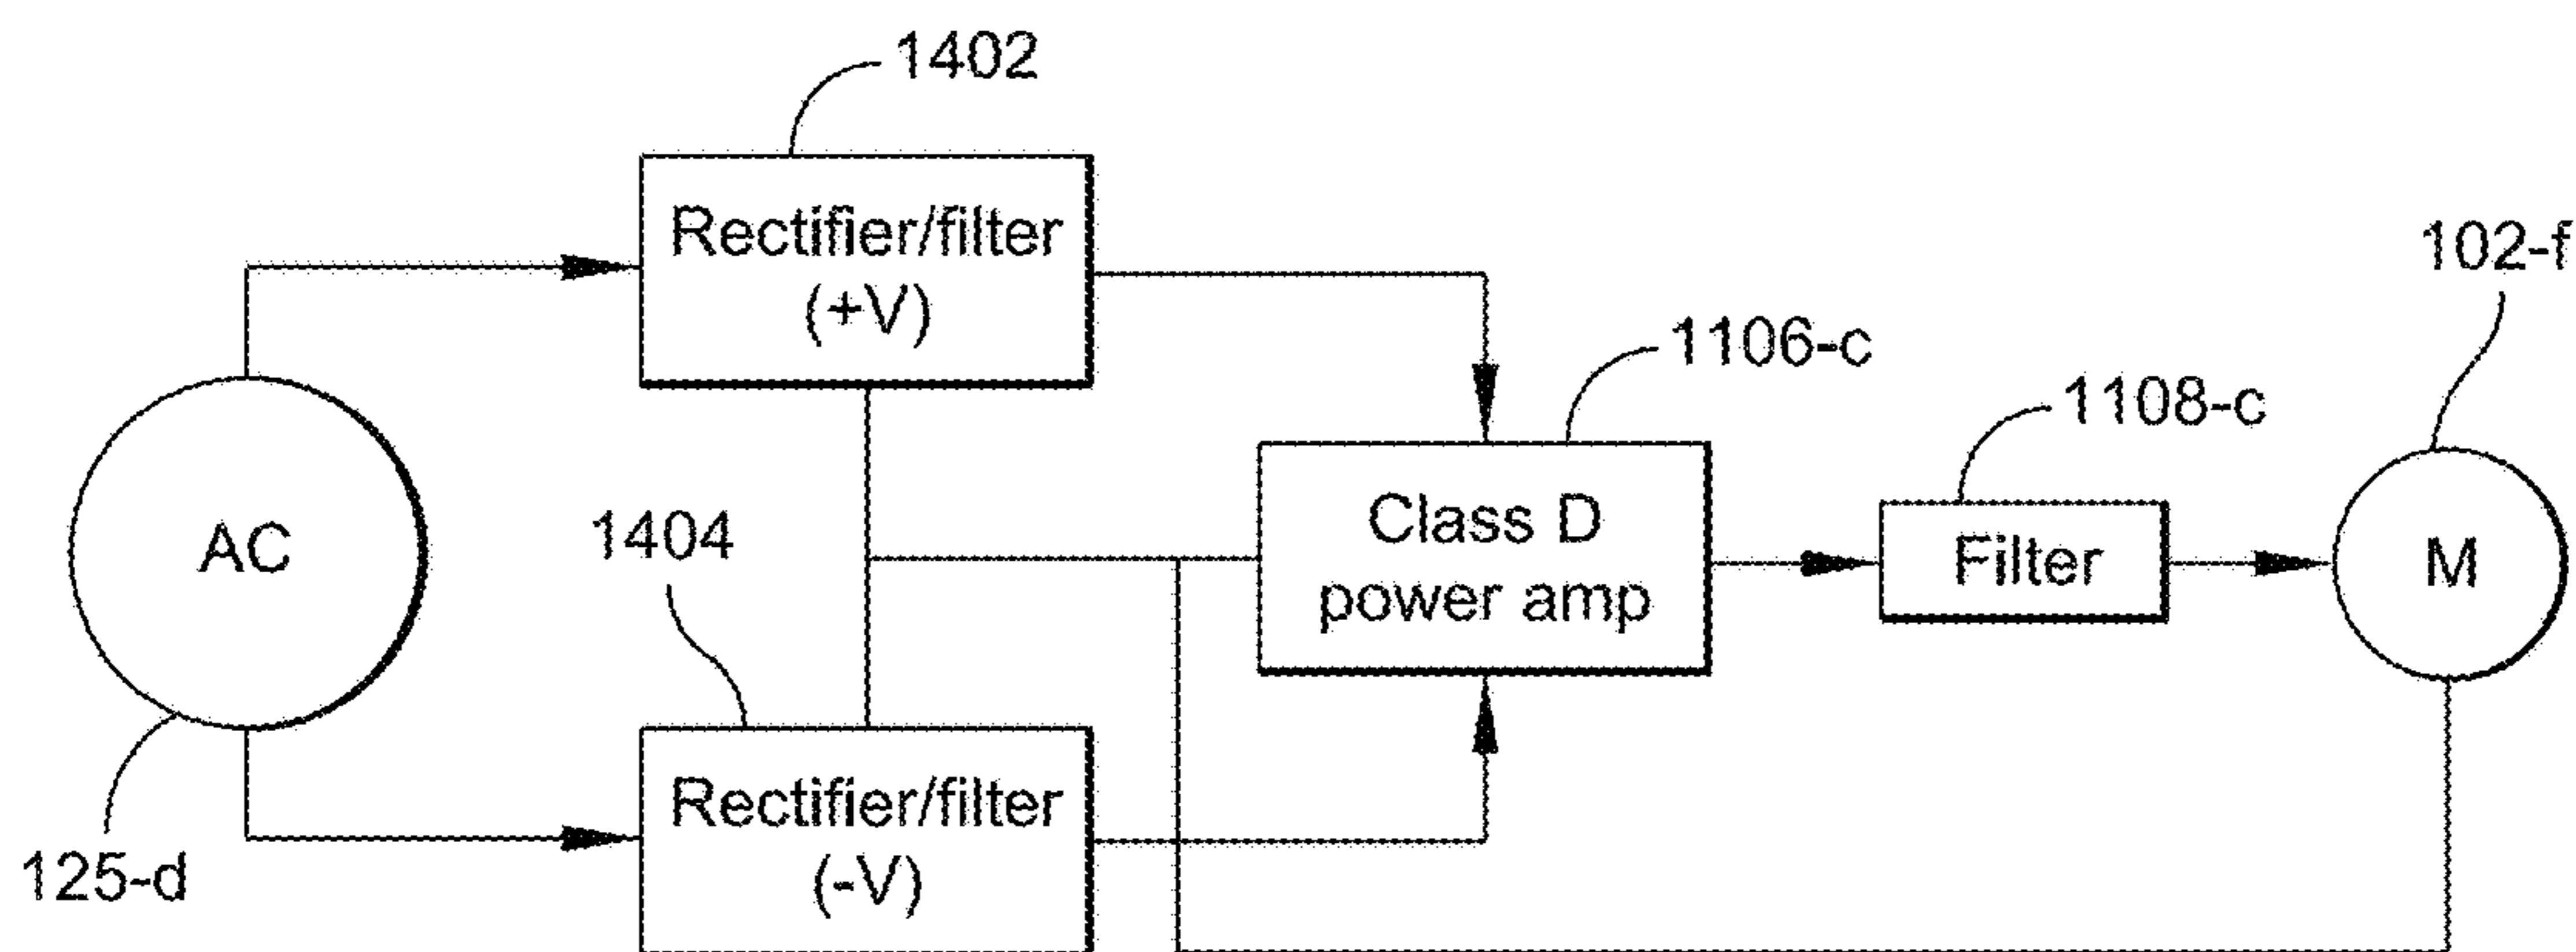 1402
Rectifier/filter
(+V)
102-f
1106-c
1108-c
AC
1404
Class D
power amp
Filter
M
Rectifier/filter
(-V)
125-d